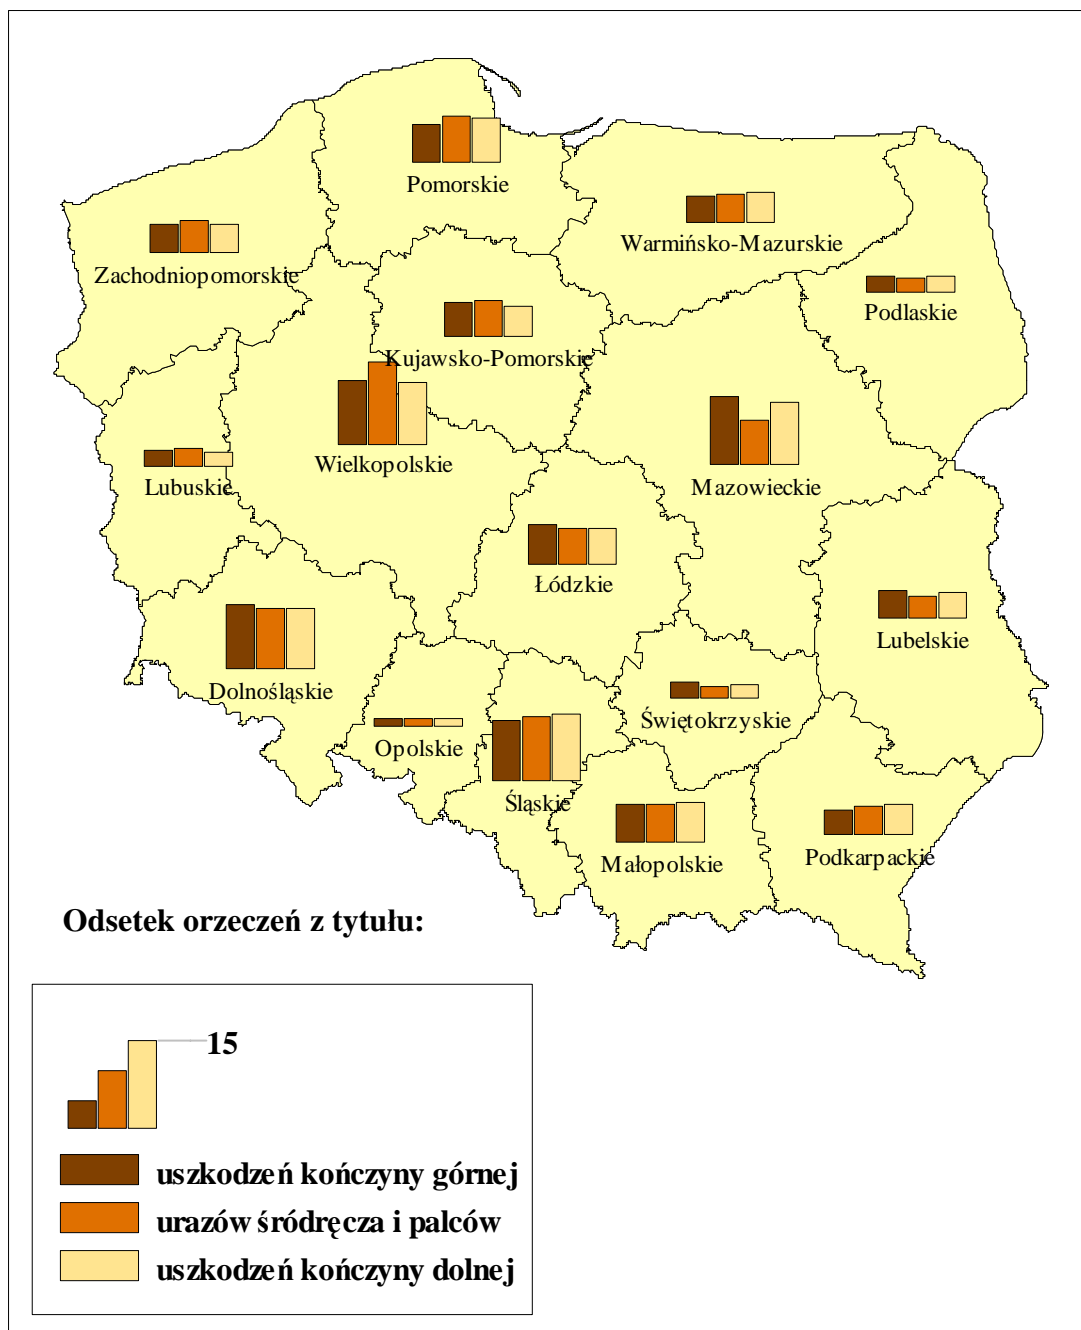 Pomorskie
Warmińsko-Mazurskie
Zachodniopomorskie
Podlaskie
Kujawsko-Pomorskie
Wielkopolskie
Lubuskie
Mazowieckie
Łódzkie
Lubelskie
Dolnośląskie
Świętokrzyskie
Opolskie
Śląskie
Małopolskie
Podkarpackie
Odsetek orzeczeń z tytułu:
15
uszkodzeń kończyny górnej
urazów śródręcza i palców
uszkodzeń kończyny dolnej